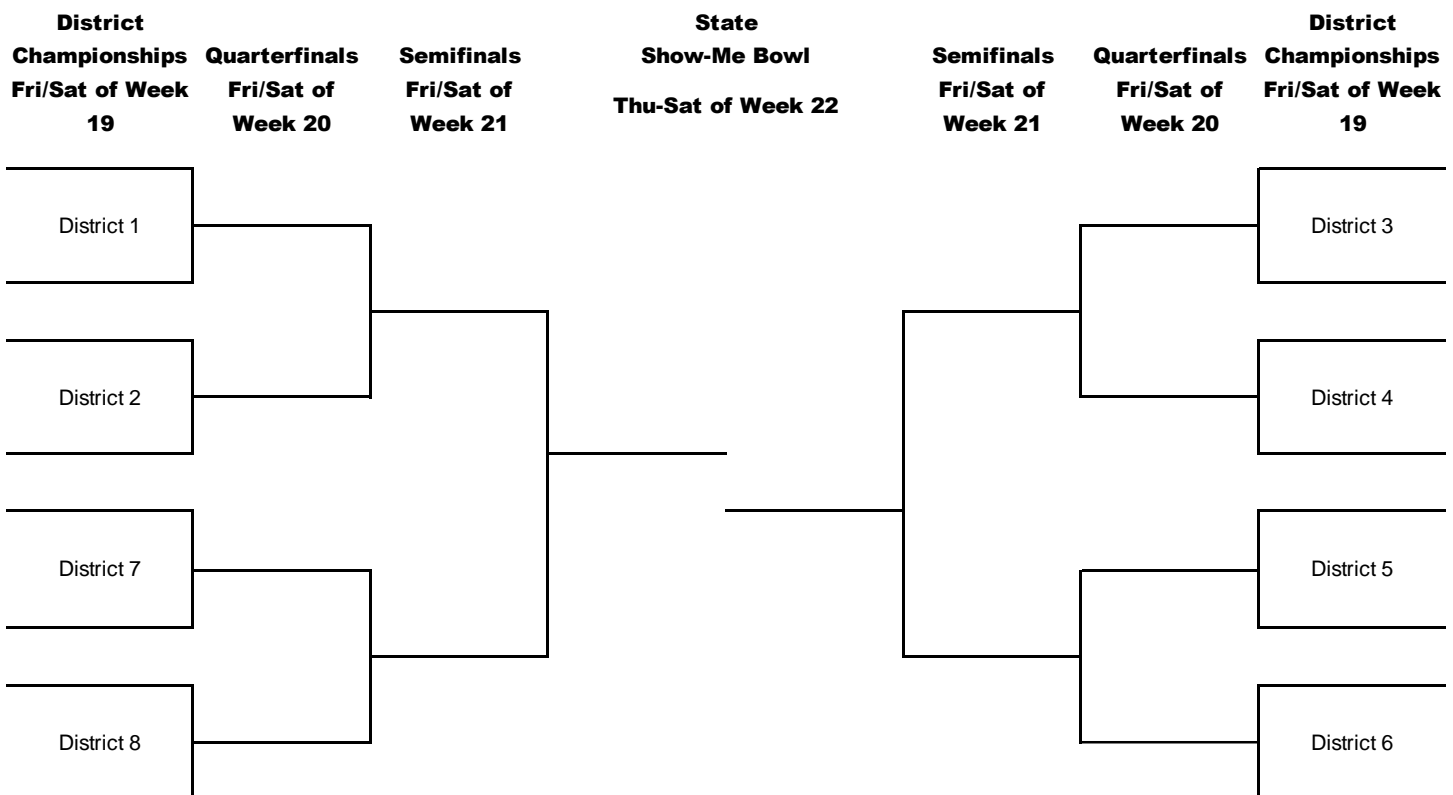 District
Championships
Fri/Sat of Week
19
Quarterfinals
Fri/Sat of
Week 20
Semifinals
Fri/Sat of
Week 21
State
Show-Me Bowl
Thu-Sat of Week 22
Semifinals
Fri/Sat of
Week 21
Quarterfinals
Fri/Sat of
Week 20
District
Championships
Fri/Sat of Week
19
District 1
District 2
District 7
District 8
District 3
District 4
District 5
District 6